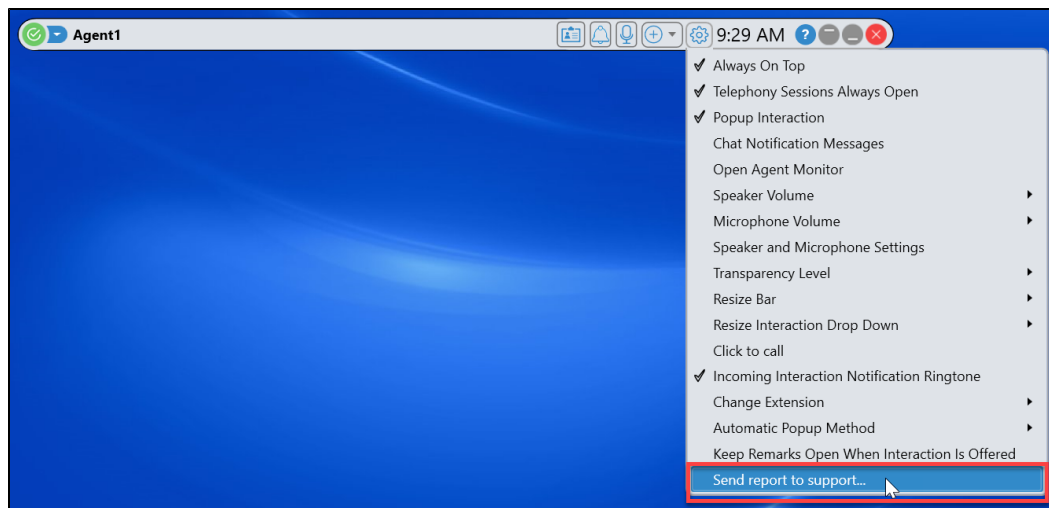 Agent1
9:29 AM ?
Always On Top
Telephony Sessions Always Open
Popup Interaction
Chat Notification Messages
Open Agent Monitor
Speaker Volume
Microphone Volume
Speaker and Microphone Settings
Transparency Level
Resize Bar
Resize Interaction Drop Down
Click to call
Incoming Interaction Notification Ringtone
Change Extension
Automatic Popup Method
Keep Remarks Open When Interaction Is Offered
Send report to support...